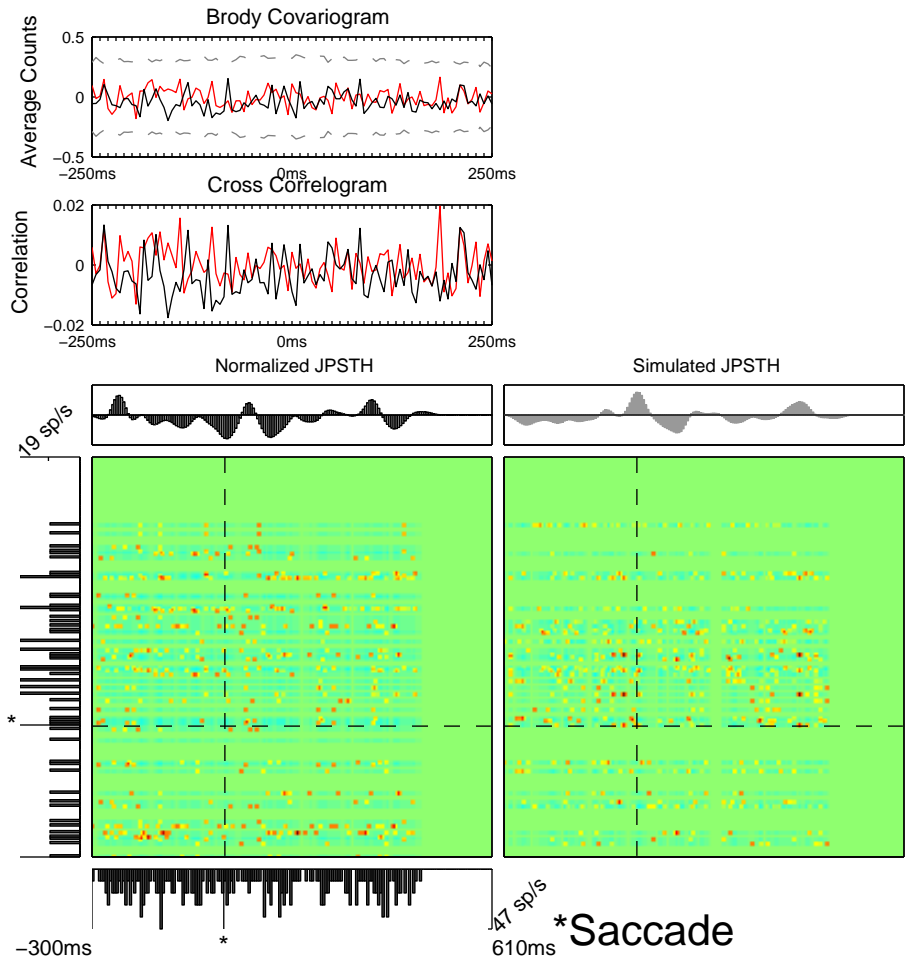 Brody Covariogram
0.5
0
−0.5
Average Counts
−250ms
0ms
250ms
Cross Correlogram
0.02
0
−0.02
Correlation
−250ms
0ms
250ms
Normalized JPSTH
Simulated JPSTH
19 sp/s
*
*
47 sp/s
−300ms
610ms
*Saccade